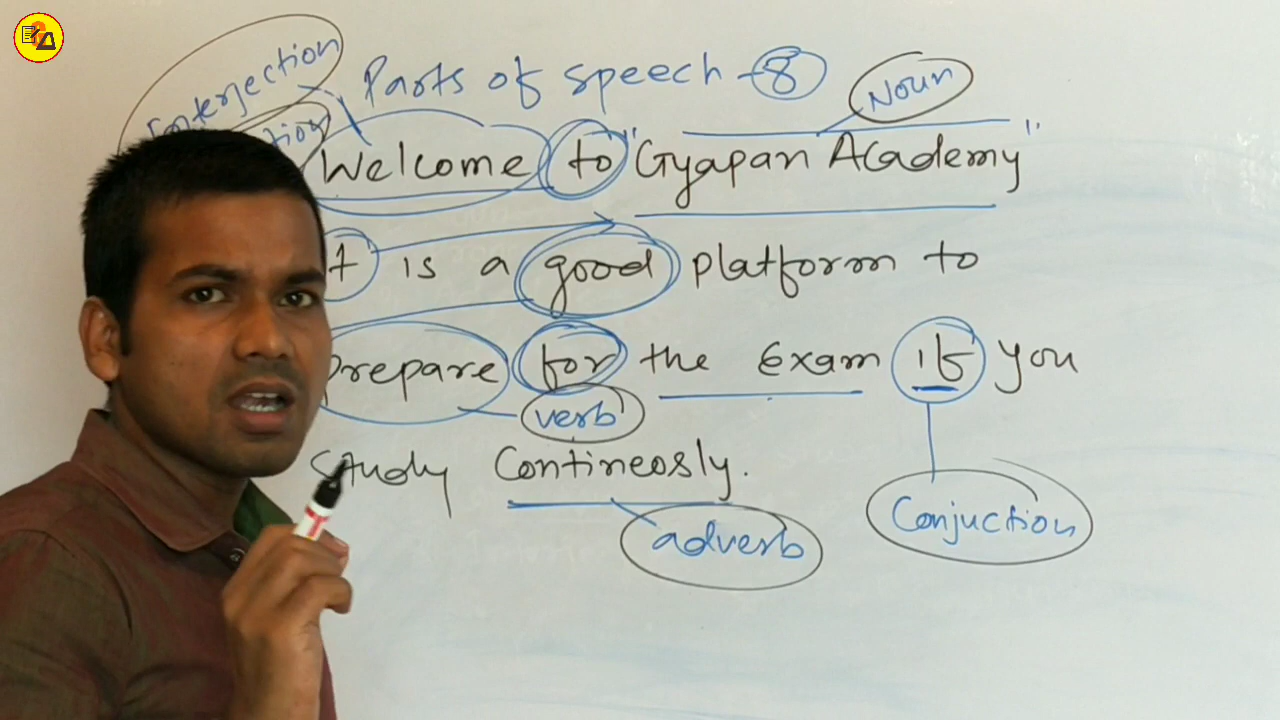 Interjection Parts of speech - 8 Noun
Welcome to "Gyapan Academy"
is a good platform to
Prepare for the Exam if you
verb
Study Contineosly.
adverb Conjuction